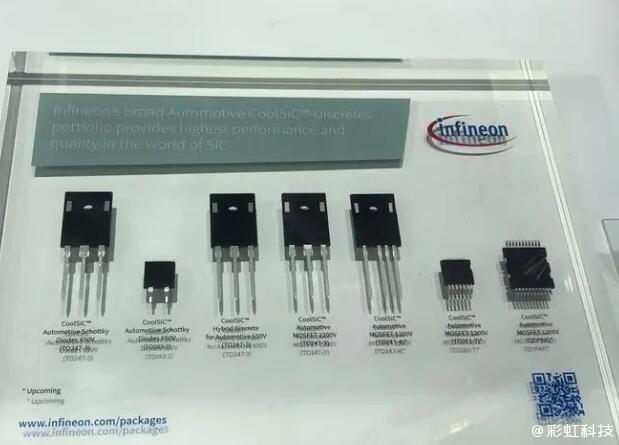 Infineon's broad Automotive CoolSiC™ Discretes
portfolio provides highest performance and
quality in the world of SiC
infineon
CoolSiC™
Automotive Schottky
Diodes 650V
(TO247-3)
CoolSiC™
Automotive Schottky
Diodes 650V
(TO263-2)
CoolSiC™
Hybrid Discrete
for Automotive 650V
(TO247-3)
CoolSiC™
Automotive
MOSFET 1200V
(TO247-3)
CoolSiC™
Automotive
MOSFET 1200V
(TO247-4)*
CoolSiC™
Automotive
MOSFET 1200V
CoolSiC™
Automotive
MOSFET 1200V
* Upcoming
www.infineon.com/packages
@彩虹科技